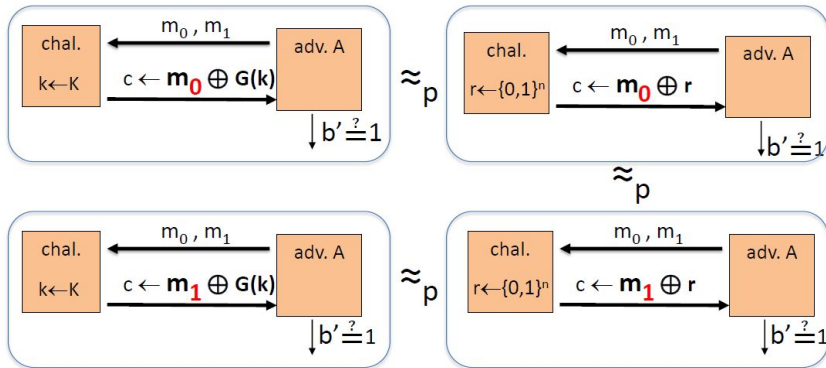 chal.
m₀ , m₁
adv. A
k←K
c ← m₀ ⊕ G(k)
b' ≟ 1
≈p
chal.
m₀ , m₁
adv. A
r←{0,1}ⁿ
c ← m₀ ⊕ r
b' ≟ 1
≈p
chal.
m₀ , m₁
adv. A
k←K
c ← m₁ ⊕ G(k)
b' ≟ 1
≈p
chal.
m₀ , m₁
adv. A
r←{0,1}ⁿ
c ← m₁ ⊕ r
b' ≟ 1